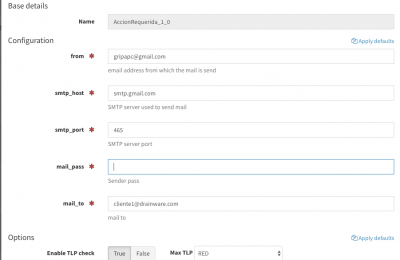 Base details
Name AccionRequerida_1_0
Configuration Apply defaults
from * gripapc@gmail.com
email address from which the mail is send
smtp_host * smtp.gmail.com
SMTP server used to send mail
smtp_port * 465
SMTP server port
mail_pass *
Sender pass
mail_to * cliente1@drainware.com
mail to
Options Apply defaults
Enable TLP check True False Max TLP RED